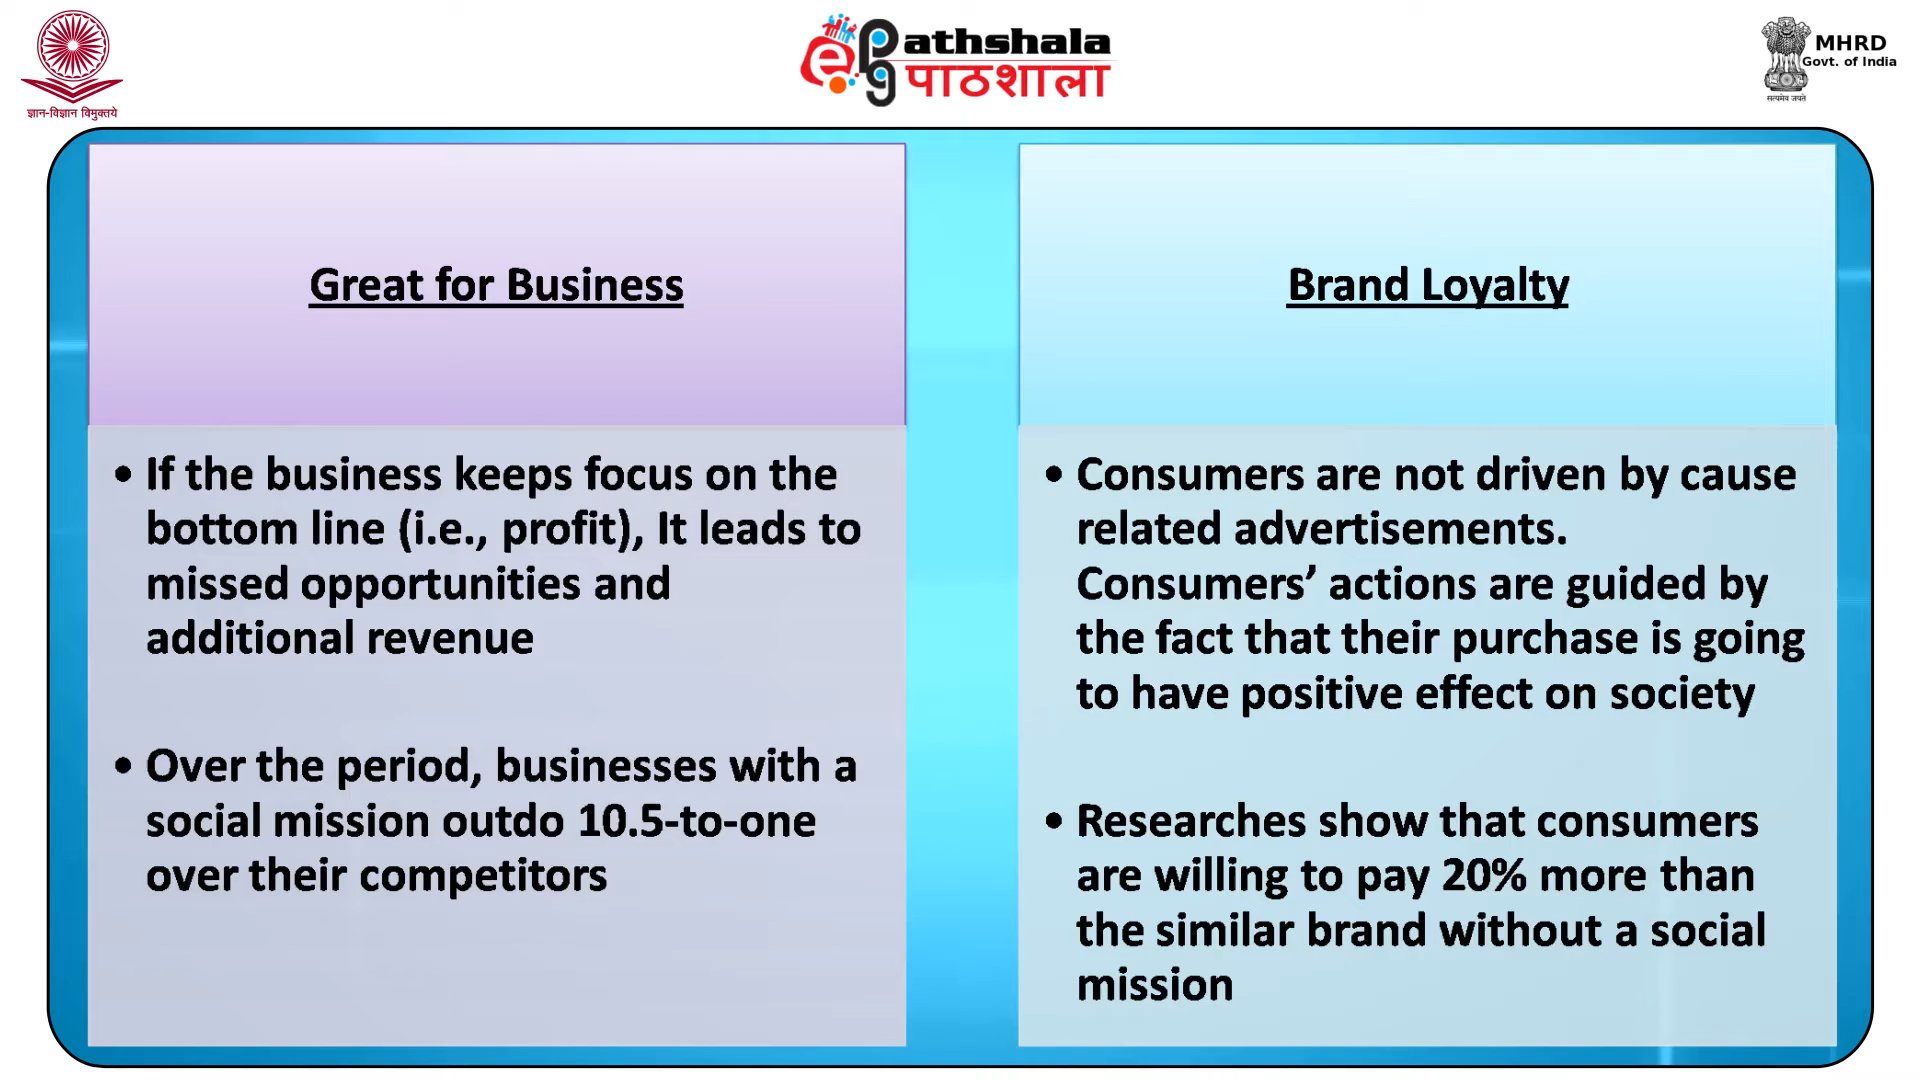 ज्ञान-विज्ञान विमुक्तये
e pg athshala
पाठशाला
MHRD
Govt. of India
सत्यमेव जयते
Great for Business
• If the business keeps focus on the
bottom line (i.e., profit), It leads to
missed opportunities and
additional revenue
• Over the period, businesses with a
social mission outdo 10.5-to-one
over their competitors
Brand Loyalty
• Consumers are not driven by cause
related advertisements.
Consumers’ actions are guided by
the fact that their purchase is going
to have positive effect on society
• Researches show that consumers
are willing to pay 20% more than
the similar brand without a social
mission